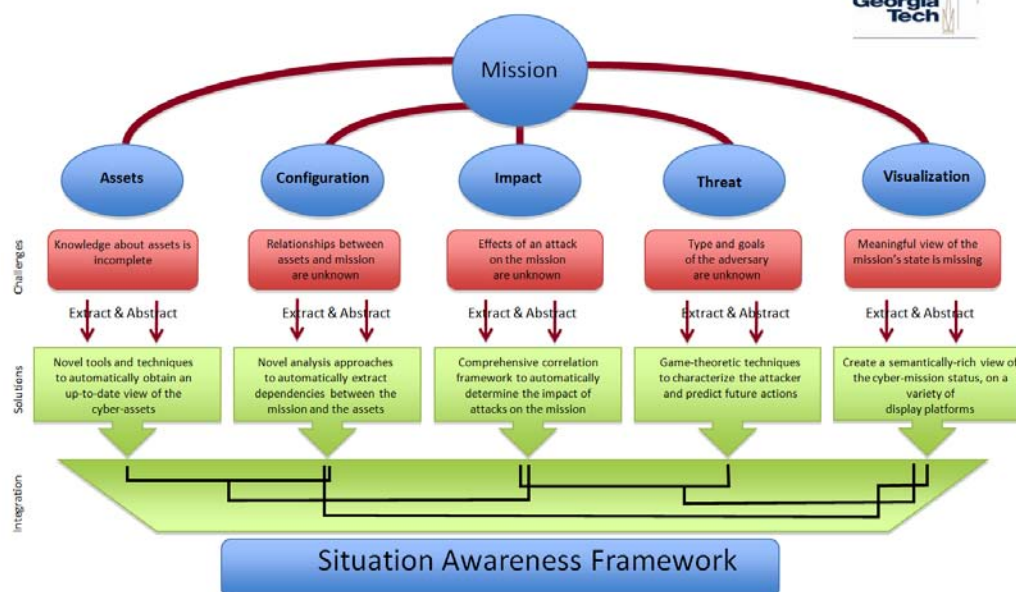 Georgia
Tech
Mission
Assets
Configuration
Impact
Threat
Visualization
Challenges
Knowledge about assets is
incomplete
Relationships between
assets and mission
are unknown
Effects of an attack
on the mission
are unknown
Type and goals
of the adversary
are unknown
Meaningful view of the
mission's state is missing
Extract & Abstract
Extract & Abstract
Extract & Abstract
Extract & Abstract
Extract & Abstract
Solutions
Novel tools and techniques
to automatically obtain an
up-to-date view of the
cyber-assets
Novel analysis approaches
to automatically extract
dependencies between the
mission and the assets
Comprehensive correlation
framework to automatically
determine the impact of
attacks on the mission
Game-theoretic techniques
to characterize the attacker
and predict future actions
Create a semantically-rich view of
the cyber-mission status, on a
variety of
display platforms
Integration
Situation Awareness Framework